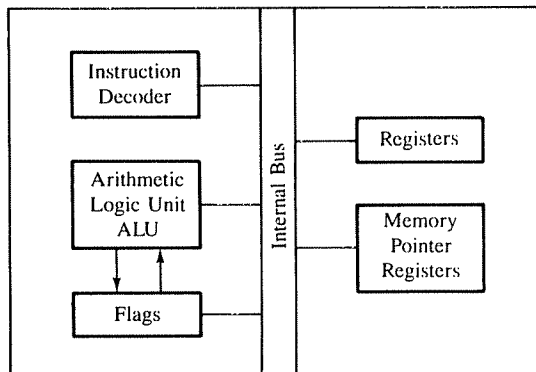 Instruction
Decoder
Arithmetic
Logic Unit
ALU
Flags
Internal Bus
Registers
Memory
Pointer
Registers